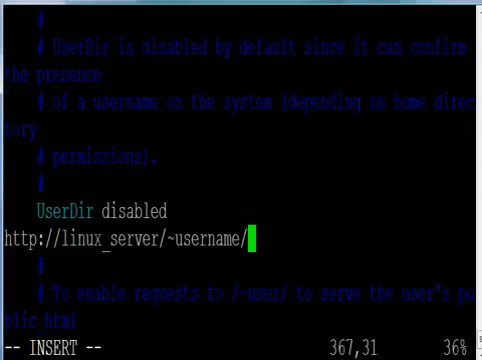 #
# UserDir is disabled by default since it can confirm
the presence
# of a username on the system (depending on home direc
tory
# permissions).
#
UserDir disabled
http://linux_server/~username/
#
# To enable requests to /~user/ to serve the user's pu
blic_html
-- INSERT -- 367,31 36%